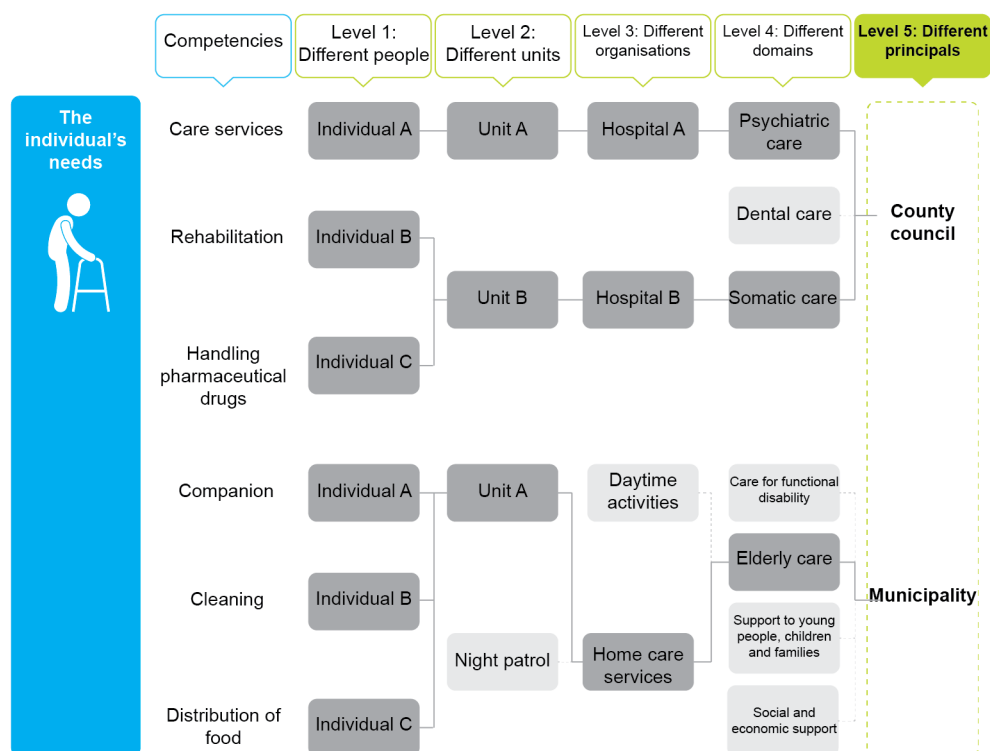 Competencies
Level 1:
Different people
Level 2:
Different units
Level 3: Different
organisations
Level 4: Different
domains
Level 5: Different
principals
The
individual's
needs
Care services
Individual A
Unit A
Hospital A
Psychiatric
care
Dental care
County
council
Rehabilitation
Individual B
Unit B
Hospital B
Somatic care
Handling
pharmaceutical
drugs
Individual C
Companion
Individual A
Unit A
Daytime
activities
Care for functional
disability
Elderly care
Cleaning
Individual B
Municipality
Night patrol
Home care
services
Support to young
people, children
and families
Distribution of
food
Individual C
Social and
economic support